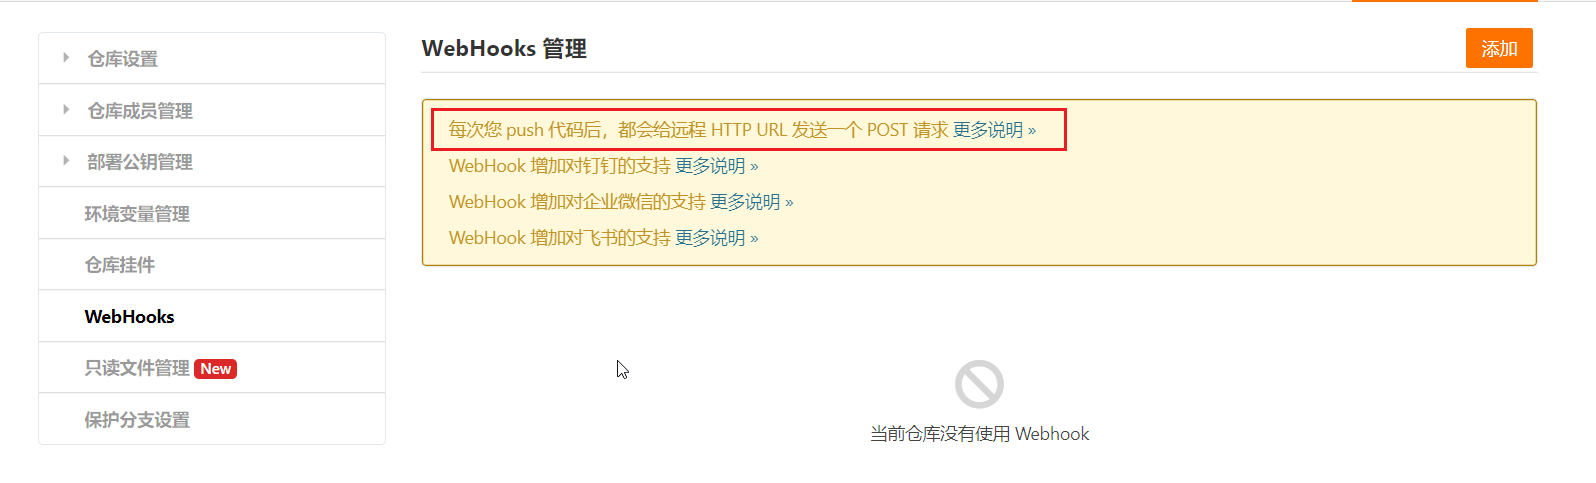 仓库设置
仓库成员管理
部署公钥管理
环境变量管理
仓库挂件
WebHooks
只读文件管理 New
保护分支设置
WebHooks 管理
添加
每次您 push 代码后，都会给远程 HTTP URL 发送一个 POST 请求 更多说明 »
WebHook 增加对钉钉的支持 更多说明 »
WebHook 增加对企业微信的支持 更多说明 »
WebHook 增加对飞书的支持 更多说明 »
当前仓库没有使用 Webhook